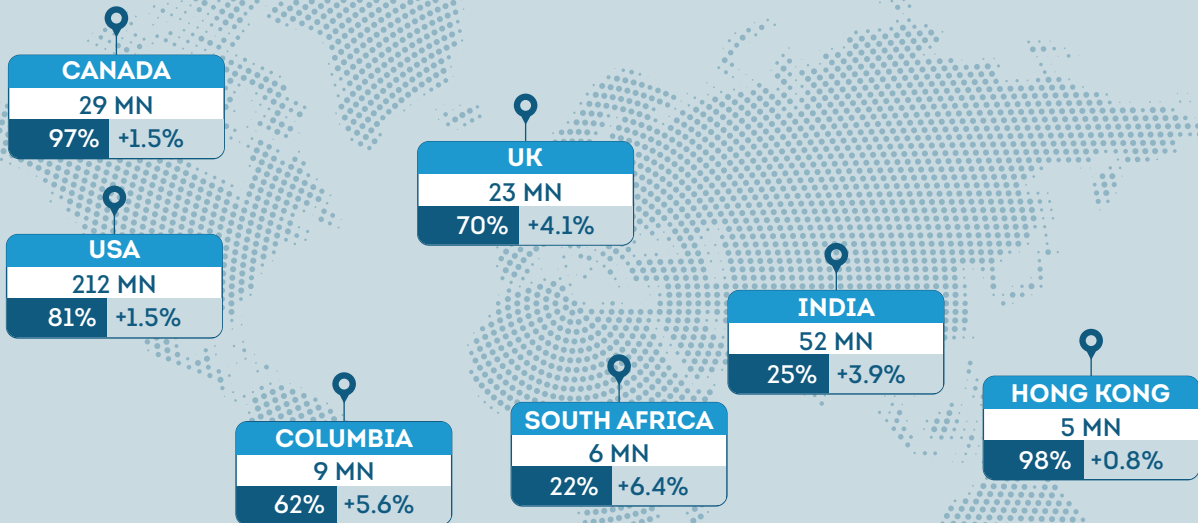 CANADA
29 MN
97% +1.5%
UK
23 MN
70% +4.1%
USA
212 MN
81% +1.5%
INDIA
52 MN
25% +3.9%
HONG KONG
5 MN
98% +0.8%
SOUTH AFRICA
6 MN
22% +6.4%
COLUMBIA
9 MN
62% +5.6%